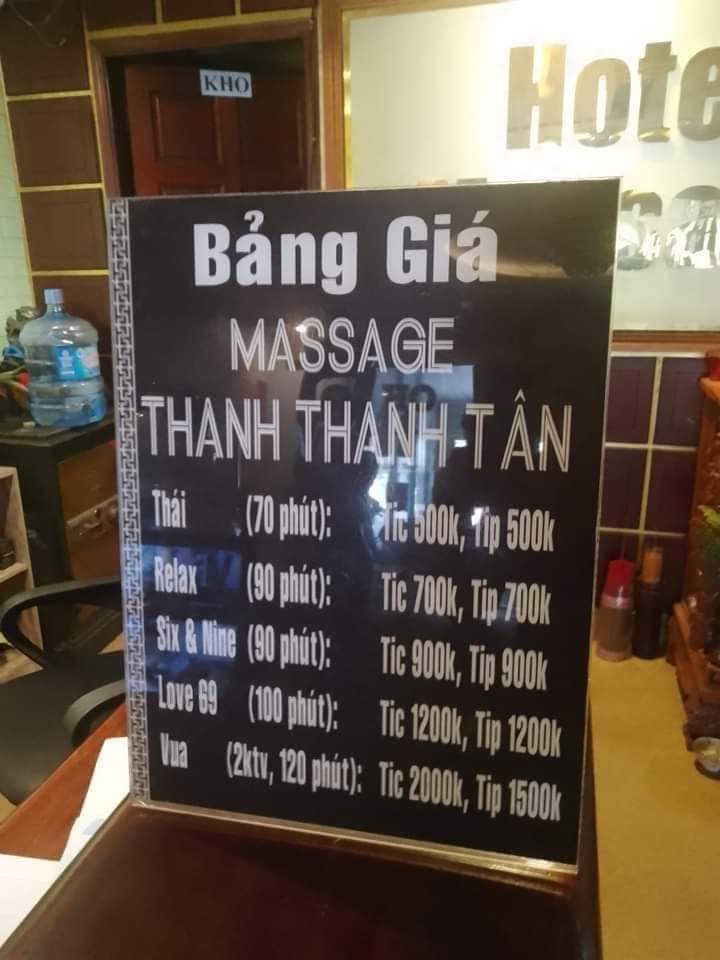 KHO
Hote
Bảng Giá
MASSAGE
THANH THANH TÂN
Thái (70 phút): Tic 500k, Tip 500k
Relax (90 phút): Tic 700k, Tip 700k
Six & Nine (90 phút): Tic 900k, Tip 900k
Love 69 (100 phút): Tic 1200k, Tip 1200k
Vua (2ktv, 120 phút): Tic 2000k, Tip 1500k